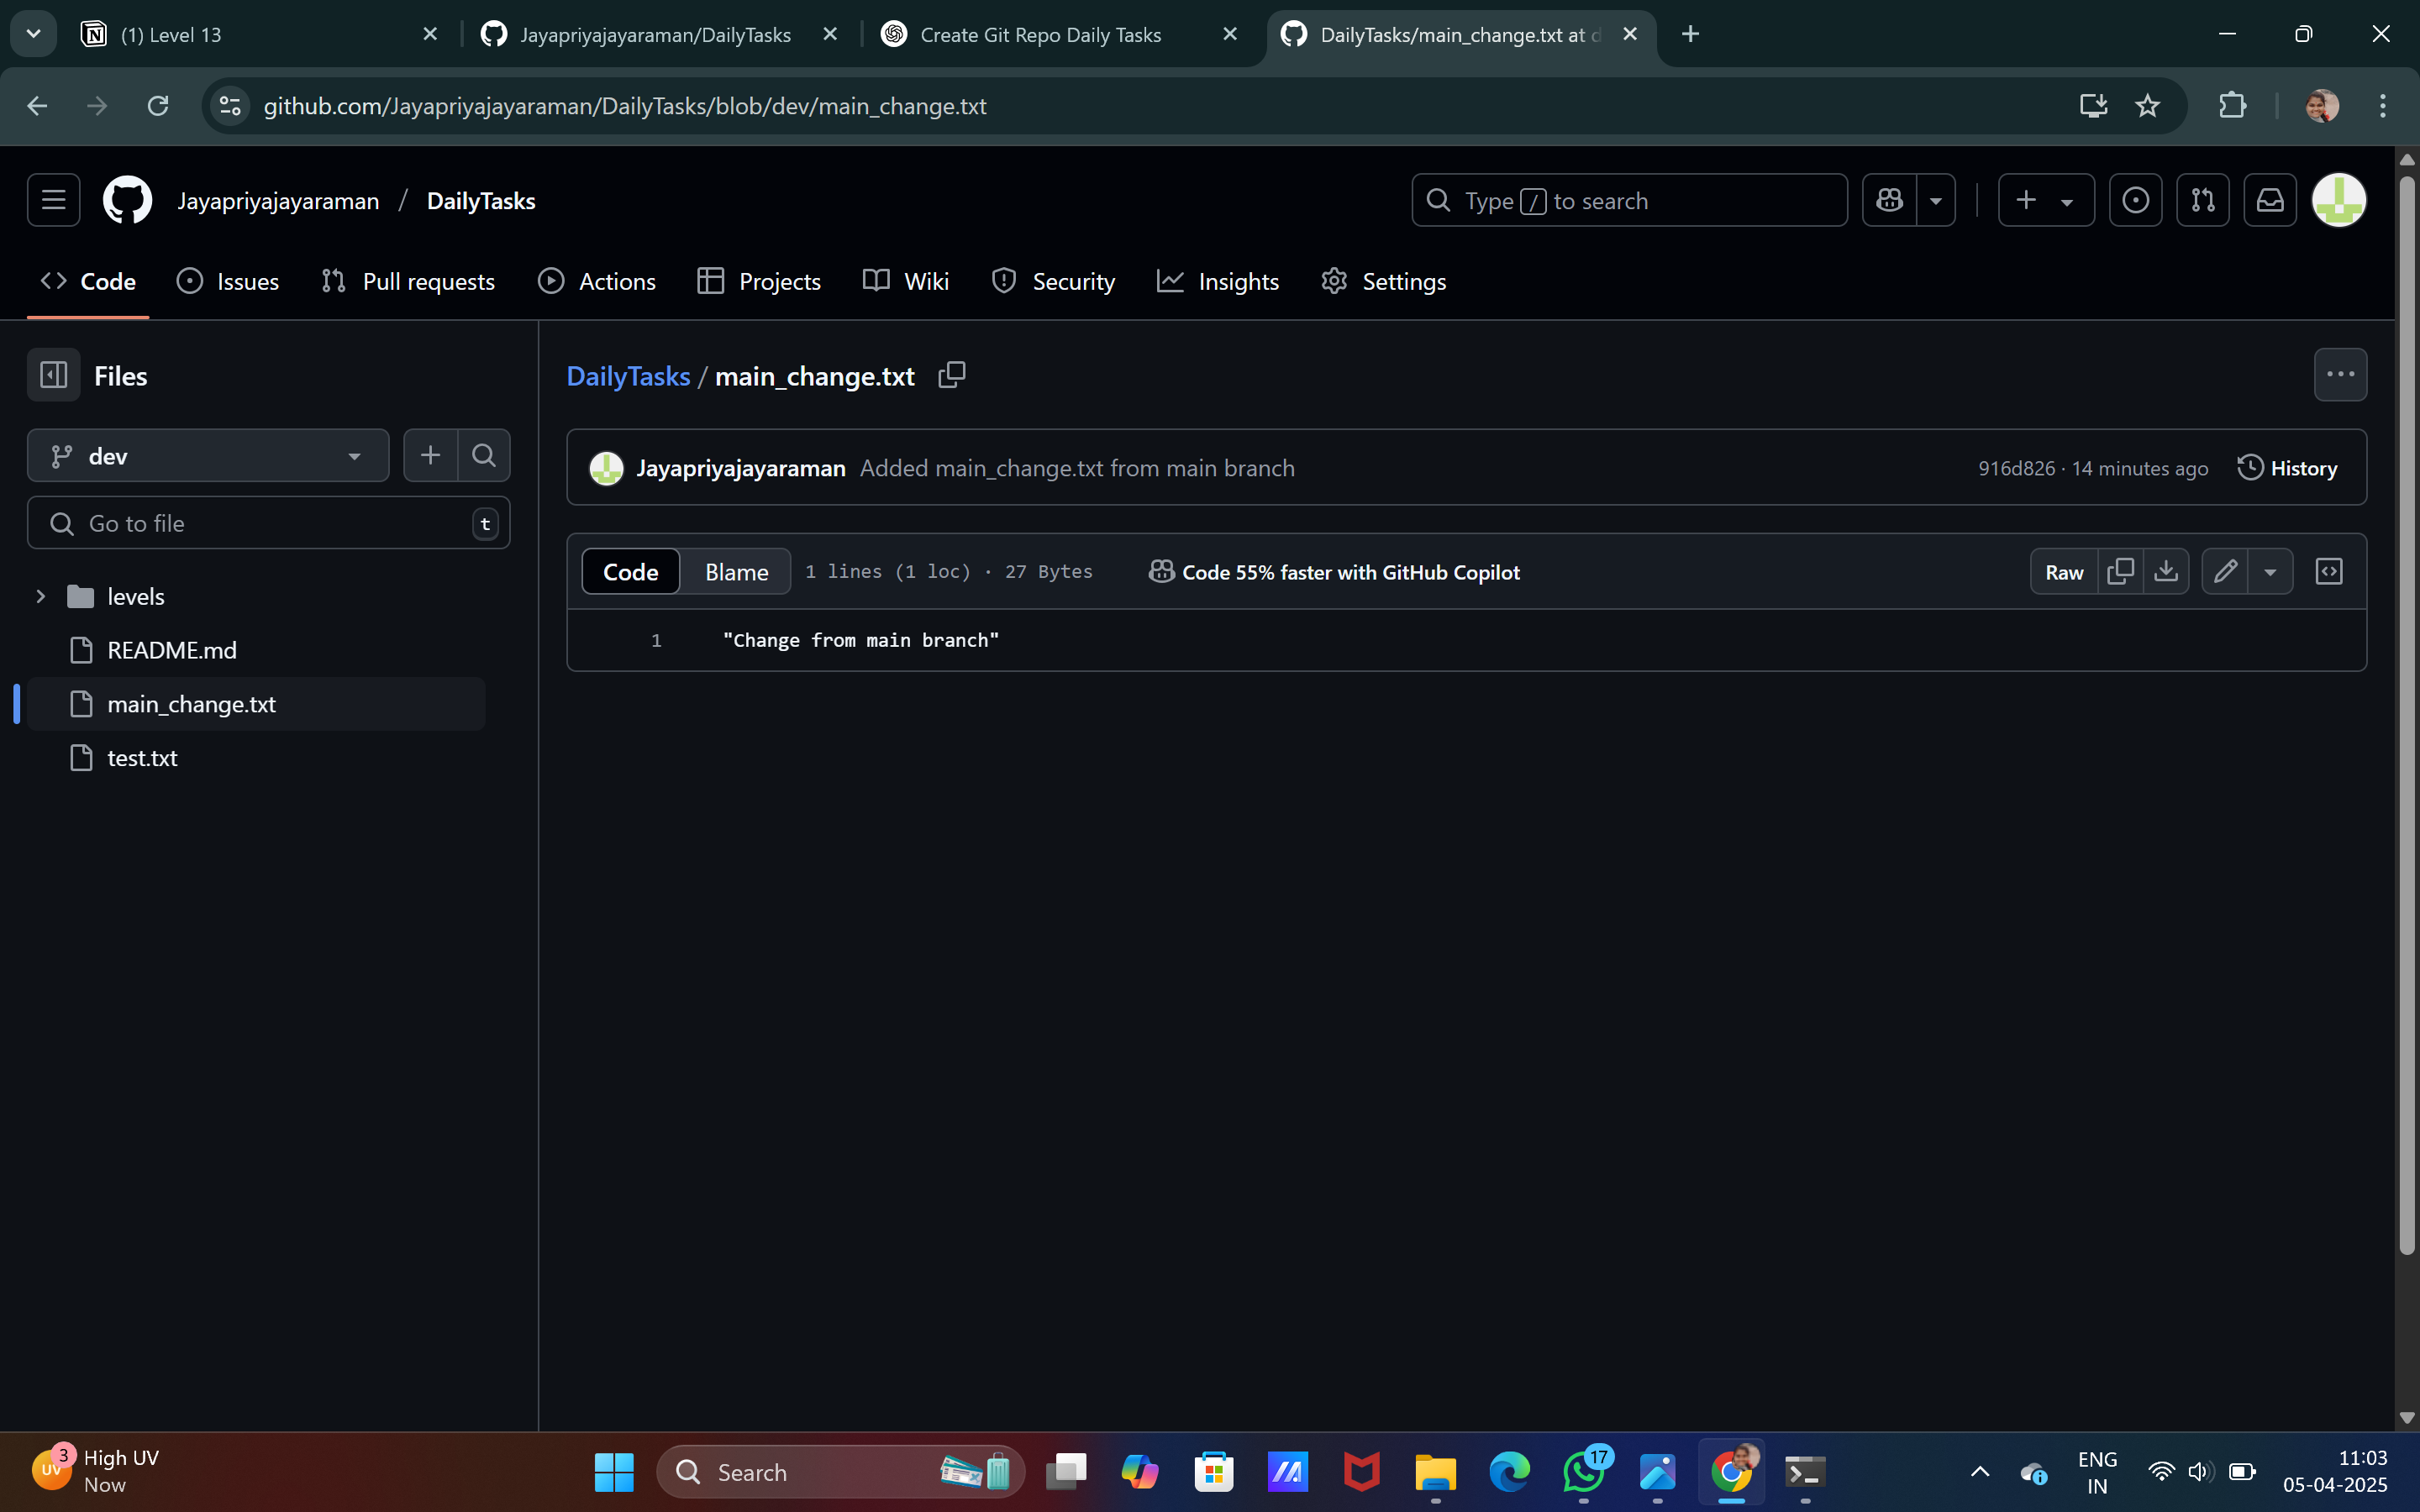 (1) Level 13
Jayapriyajayaraman/DailyTasks
Create Git Repo Daily Tasks
DailyTasks/main_change.txt at d
github.com/Jayapriyajayaraman/DailyTasks/blob/dev/main_change.txt
Jayapriyajayaraman / DailyTasks
Type / to search
Code
Issues
Pull requests
Actions
Projects
Wiki
Security
Insights
Settings
Files
dev
Go to file
t
levels
README.md
main_change.txt
test.txt
DailyTasks / main_change.txt
Jayapriyajayaraman Added main_change.txt from main branch
916d826 · 14 minutes ago
History
Code
Blame
1 lines (1 loc) · 27 Bytes
Code 55% faster with GitHub Copilot
Raw
1 "Change from main branch"
3
UV
High UV
Now
Search
17
ENG
IN
11:03
05-04-2025